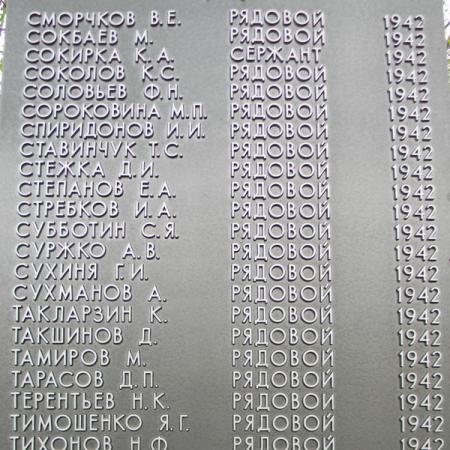 СМОРЧКОВ В.Е. РЯДОВОЙ 1942
СОКБАЕВ М. РЯДОВОЙ 1942
СОКИРКА К.А. СЕРЖАНТ 1942
СОКОЛОВ К.С. РЯДОВОЙ 1942
СОЛОВЬЕВ Ф.Н. РЯДОВОЙ 1942
СОРОКОВИНА М.П. РЯДОВОЙ 1942
СПИРИДОНОВ И.И. РЯДОВОЙ 1942
СТАВИНЧУК Т.С. РЯДОВОЙ 1942
СТЕЖКА Д.И. РЯДОВОЙ 1942
СТЕПАНОВ Е.А. РЯДОВОЙ 1942
СТРЕБКОВ И.А. РЯДОВОЙ 1942
СУББОТИН С.Я. РЯДОВОЙ 1942
СУРЖКО А.В. РЯДОВОЙ 1942
СУХИНЯ Г.И. РЯДОВОЙ 1942
СУХМАНОВ А. РЯДОВОЙ 1942
ТАКЛАРЗИН К. РЯДОВОЙ 1942
ТАКШИНОВ Д. РЯДОВОЙ 1942
ТАМИРОВ М. РЯДОВОЙ 1942
ТАРАСОВ Д.П. РЯДОВОЙ 1942
ТЕРЕНТЬЕВ Н.К. РЯДОВОЙ 1942
ТИМОШЕНКО Я.Г. РЯДОВОЙ 1942
ТИХОНОВ Н.Ф. РЯДОВОЙ 1942